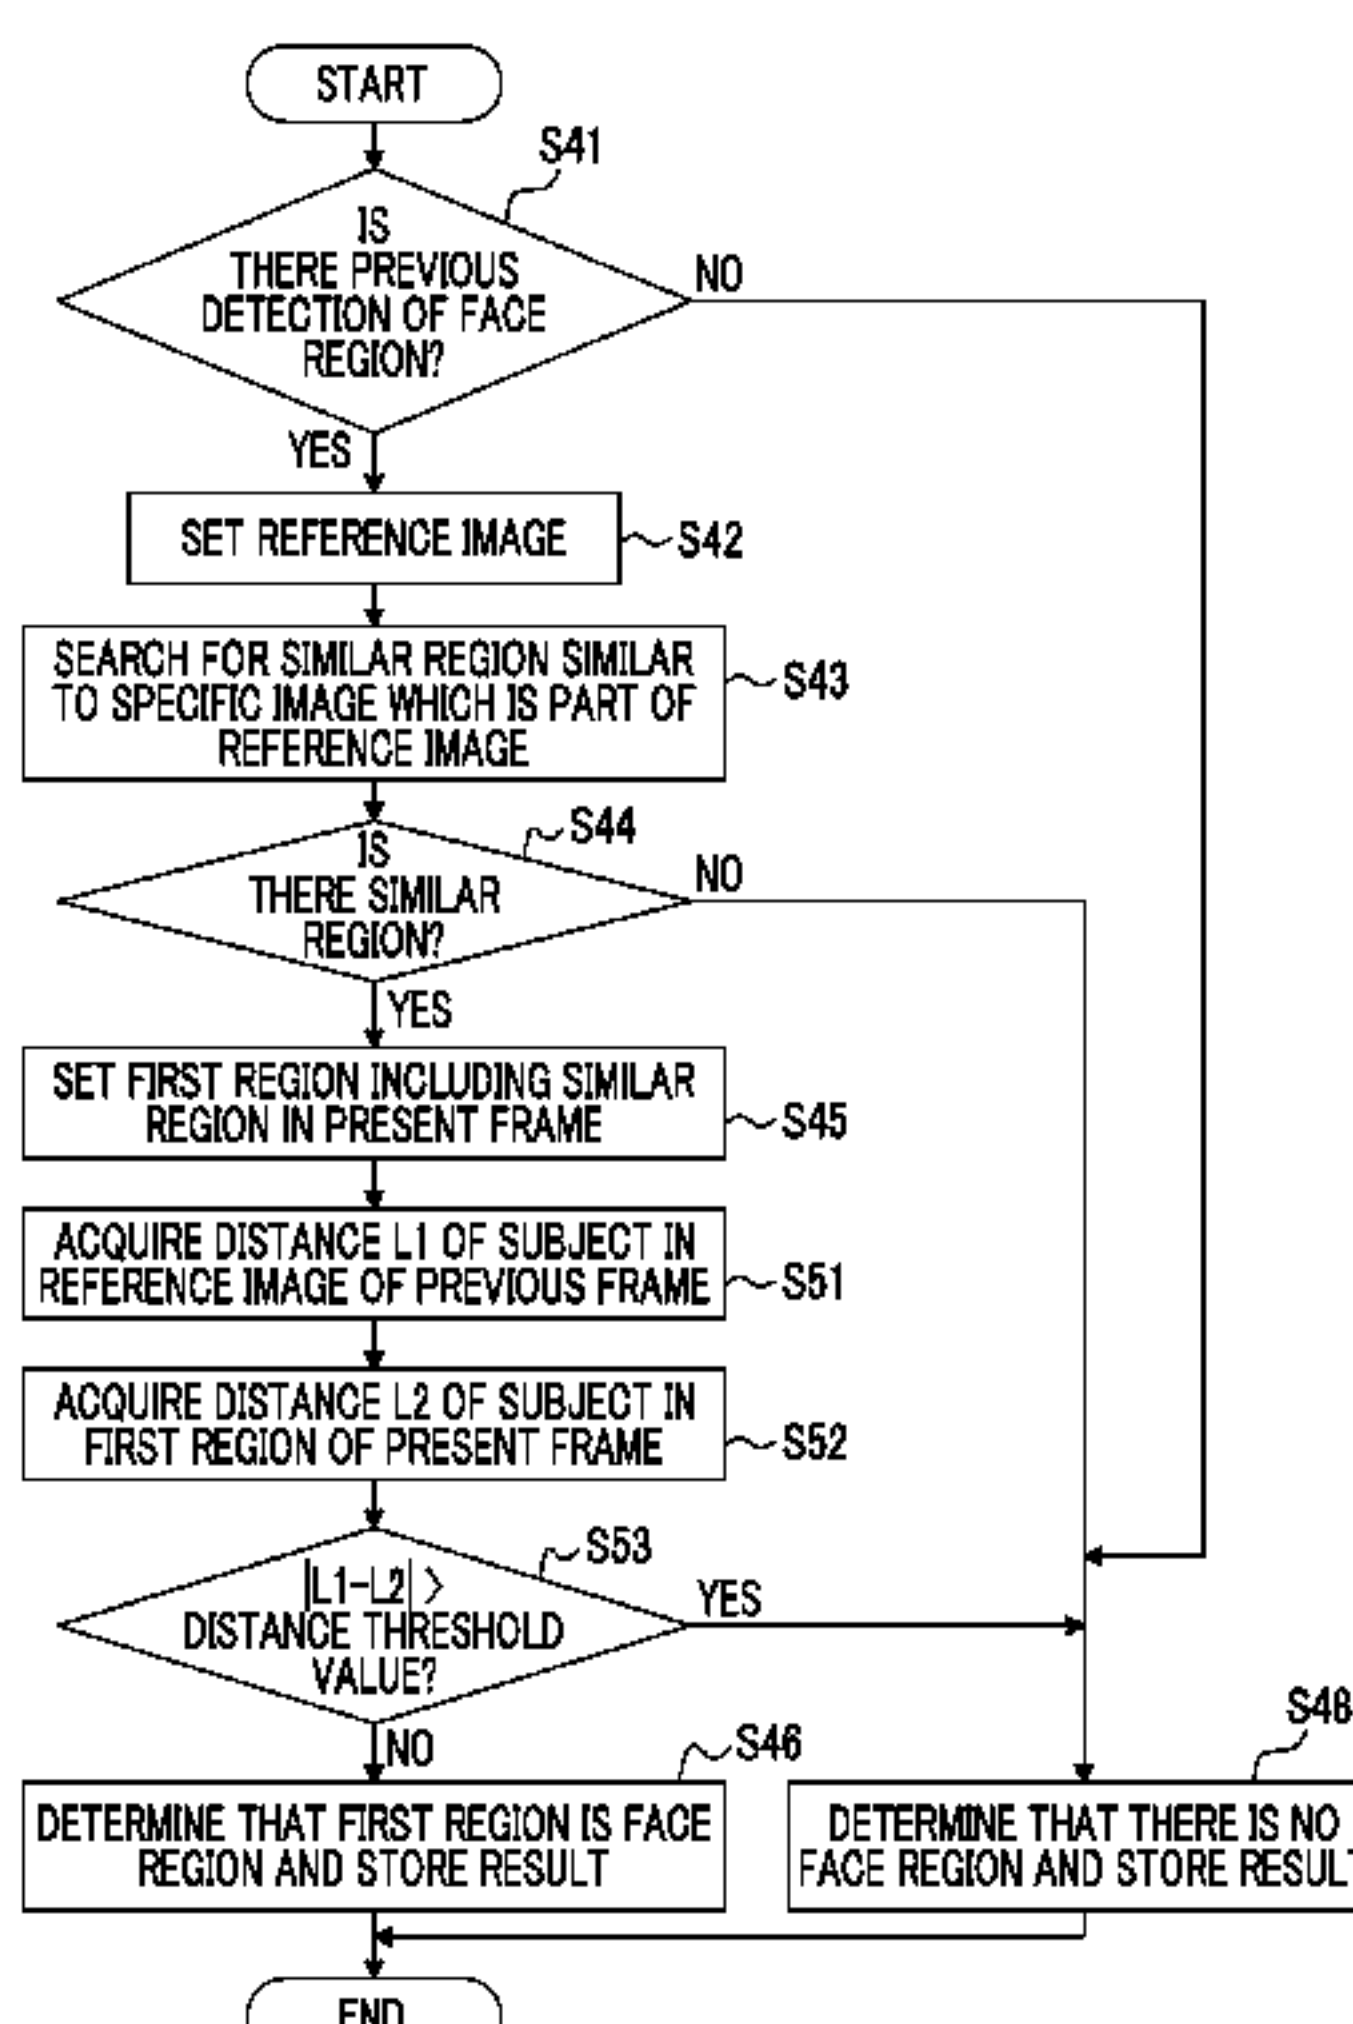 START
S41
IS
THERE PREVIOUS
DETECTION OF FACE
REGION?
NO
YES
SET REFERENCE IMAGE
S42
SEARCH FOR SIMILAR REGION SIMILAR
TO SPECIFIC IMAGE WHICH IS PART OF
REFERENCE IMAGE
S43
S44
IS
THERE SIMILAR
REGION?
NO
YES
SET FIRST REGION INCLUDING SIMILAR
REGION IN PRESENT FRAME
S45
ACQUIRE DISTANCE L1 OF SUBJECT IN
REFERENCE IMAGE OF PREVIOUS FRAME
S51
ACQUIRE DISTANCE L2 OF SUBJECT IN
FIRST REGION OF PRESENT FRAME
S52
S53
|L1-L2| >
DISTANCE THRESHOLD
VALUE?
YES
NO
S46
DETERMINE THAT FIRST REGION IS FACE
REGION AND STORE RESULT
S48
DETERMINE THAT THERE IS NO
FACE REGION AND STORE RESULT
END